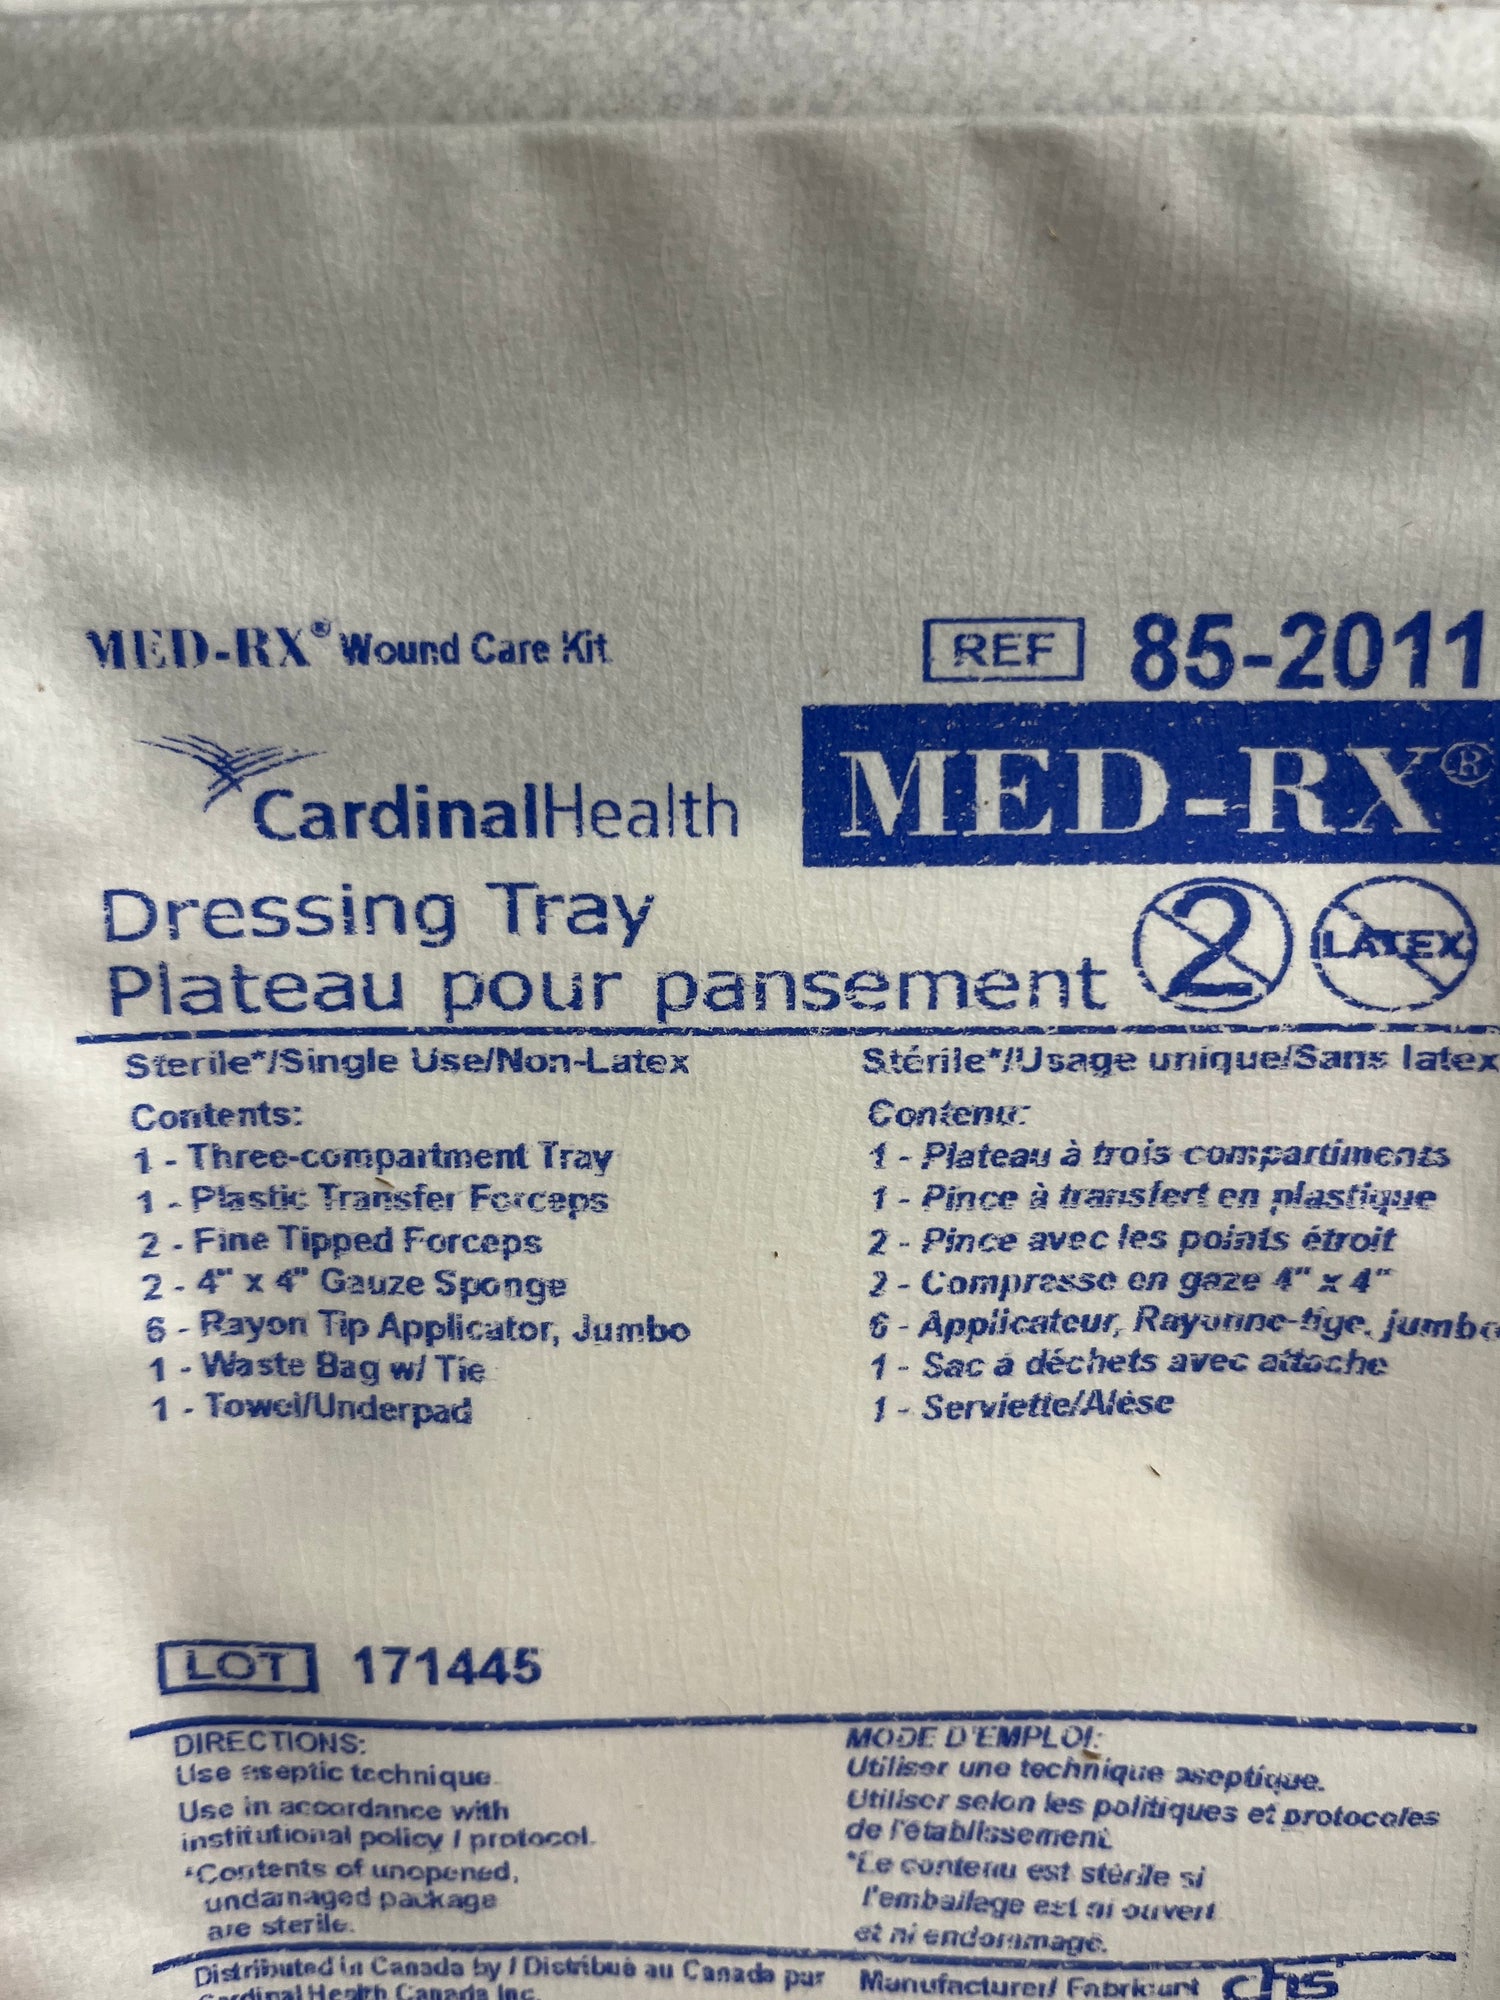 MED-RX® Wound Care Kit
REF 85-2011
CardinalHealth
MED-RX®
Dressing Tray
Plateau pour pansement
2
LATEX
Sterile*/Single Use/Non-Latex
Contents:
1 - Three-compartment Tray
1 - Plastic Transfer Forceps
2 - Fine Tipped Forceps
2 - 4" x 4" Gauze Sponge
6 - Rayon Tip Applicator, Jumbo
1 - Waste Bag w/ Tie
1 - Towel/Underpad
Stérile*/Usage unique/Sans latex
Contenu:
1 - Plateau à trois compartiments
1 - Pince à transfert en plastique
2 - Pince avec les points étroit
2 - Compresse en gaze 4" x 4"
6 - Applicateur, Rayonne-tige, jumbo
1 - Sac à déchets avec attache
1 - Serviette/Alèse
LOT 171445
DIRECTIONS:
Use aseptic technique.
Use in accordance with
institutional policy / protocol.
*Contents of unopened,
undamaged package
are sterile.
MODE D'EMPLOI:
Utiliser une technique aseptique.
Utiliser selon les politiques et protocoles
de l'établissement.
*Le contenu est stérile si
l'emballage est ni ouvert
et ni endommagé.
Distributed in Canada by / Distribué au Canada par
Cardinal Health Canada Inc.
Manufacturer/ Fabricant chs